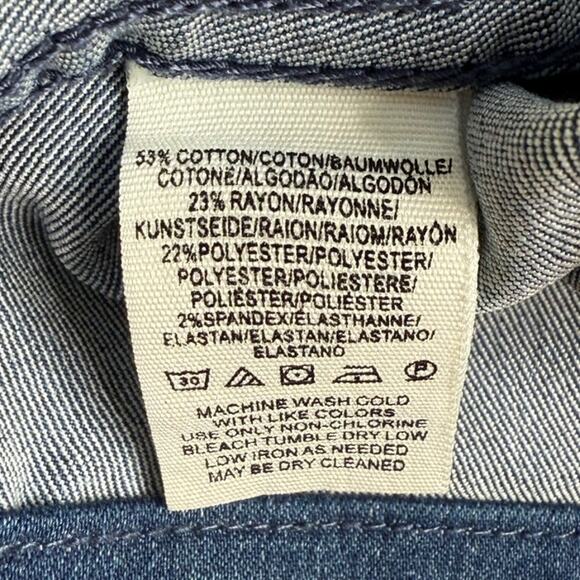 53% COTTON/COTON/BAUMWOLLE/
COTONE/ALGODÃO/ALGODÓN
23% RAYON/RAYONNE/
KUNSTSEIDE/RAION/RAIOM/RAYÓN
22%POLYESTER/POLYESTER/
POLYESTER/POLIESTERE/
POLIÉSTER/POLIÉSTER
2%SPANDEX/ÉLASTHANNE/
ELASTAN/ELASTAN/ELASTANO/
ELASTANO
30 P
MACHINE WASH COLD
WITH LIKE COLORS
USE ONLY NON-CHLORINE
BLEACH TUMBLE DRY LOW
LOW IRON AS NEEDED
MAY BE DRY CLEANED